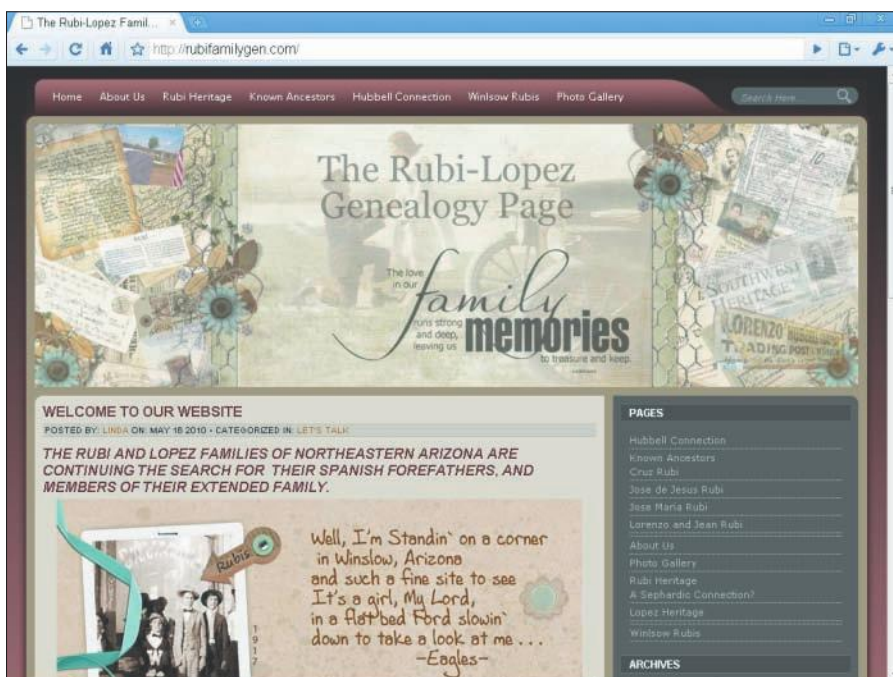 The Rubi-Lopez Famil...
http://rubifamilygen.com/
Home About Us Rubi Heritage Known Ancestors Hubbell Connection Winlsow Rubis Photo Gallery
Search Here...
The Rubi-Lopez
Genealogy Page
The love
in our
family
runs strong
and deep,
leaving us
memories
to treasure and keep.
10
SOUTHWEST
HERITAGE
LORENZO HUBBELL
TRADING POST
WELCOME TO OUR WEBSITE
POSTED BY: LINDA ON: MAY 18 2010 • CATEGORIZED IN: LET'S TALK
THE RUBI AND LOPEZ FAMILIES OF NORTHEASTERN ARIZONA ARE
CONTINUING THE SEARCH FOR THEIR SPANISH FOREFATHERS, AND
MEMBERS OF THEIR EXTENDED FAMILY.
Rubis
1917
Well, I'm Standin` on a corner
in Winslow, Arizona
and such a fine site to see
It's a girl, My Lord,
in a flat bed Ford slowin`
down to take a look at me . . .
-Eagles-
PAGES
Hubbell Connection
Known Ancestors
Cruz Rubi
Jose de Jesus Rubi
Jose Maria Rubi
Lorenzo and Jean Rubi
About Us
Photo Gallery
Rubi Heritage
A Sephardic Connection?
Lopez Heritage
Winlsow Rubis
ARCHIVES